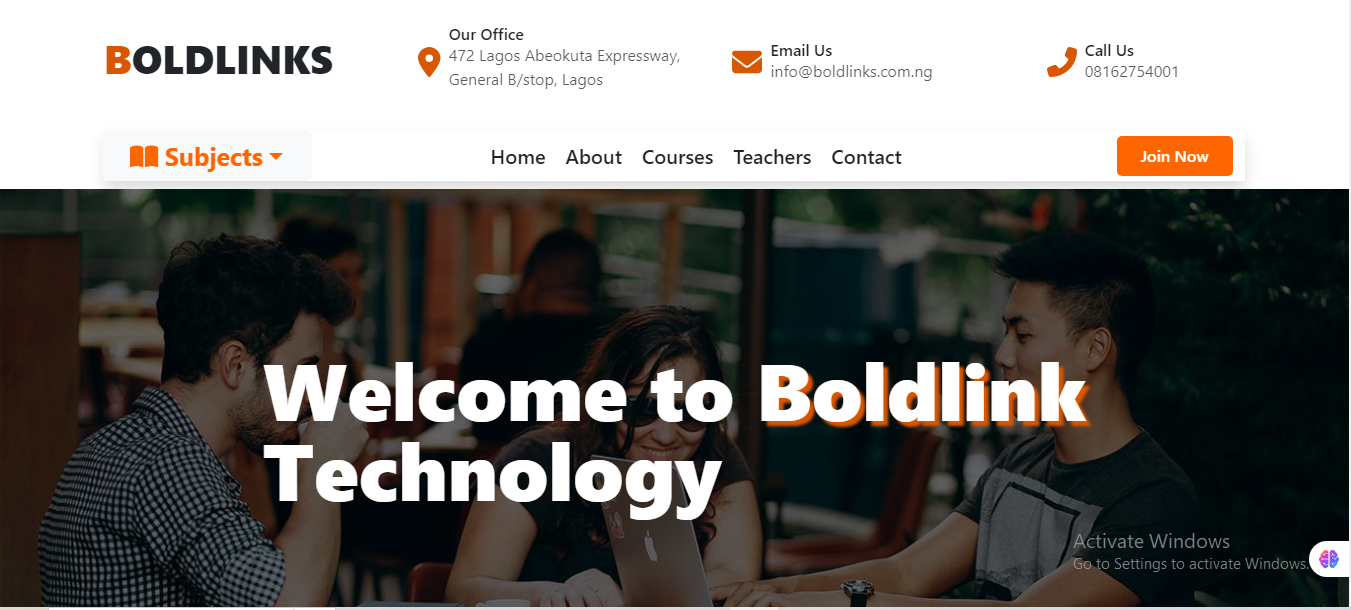 BOLDLINKS
Our Office
472 Lagos Abeokuta Expressway,
General B/stop, Lagos
Email Us
info@boldlinks.com.ng
Call Us
08162754001
Subjects
Home About Courses Teachers Contact
Join Now
Welcome to Boldlink
Technology
Activate Windows
Go to Settings to activate Windows.